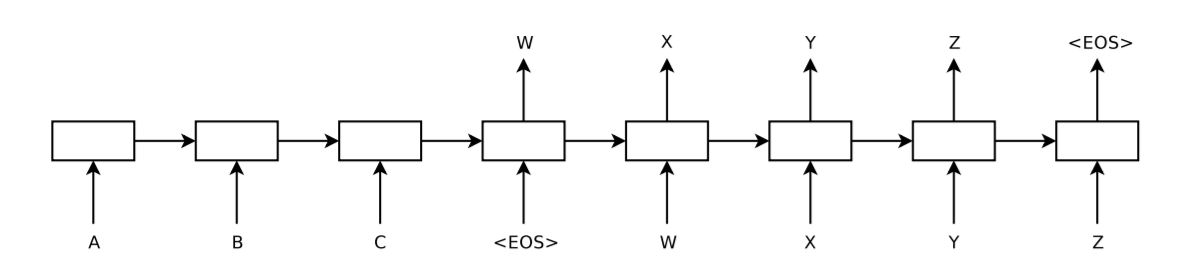 W X Y Z <EOS>
A B C <EOS> W X Y Z